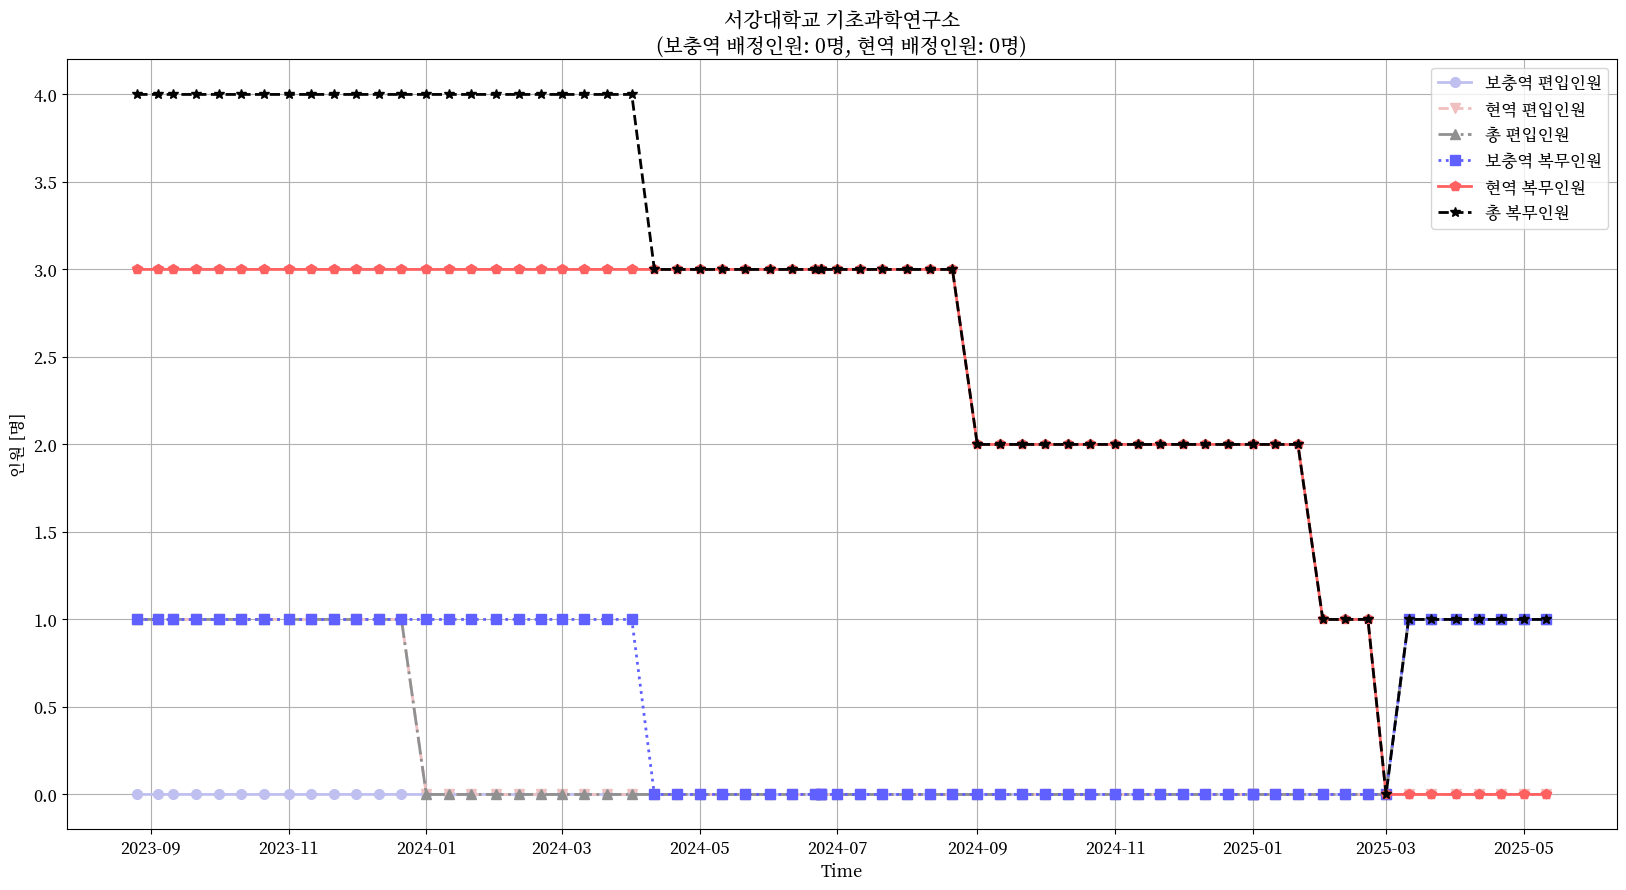 서강대학교 기초과학연구소
(보충역 배정인원: 0명, 현역 배정인원: 0명)
보충역 편입인원
현역 편입인원
총 편입인원
보충역 복무인원
현역 복무인원
총 복무인원
인원 [명]
4.0
3.5
3.0
2.5
2.0
1.5
1.0
0.5
0.0
2023-09
2023-11
2024-01
2024-03
2024-05
2024-07
2024-09
2024-11
2025-01
2025-03
2025-05
Time